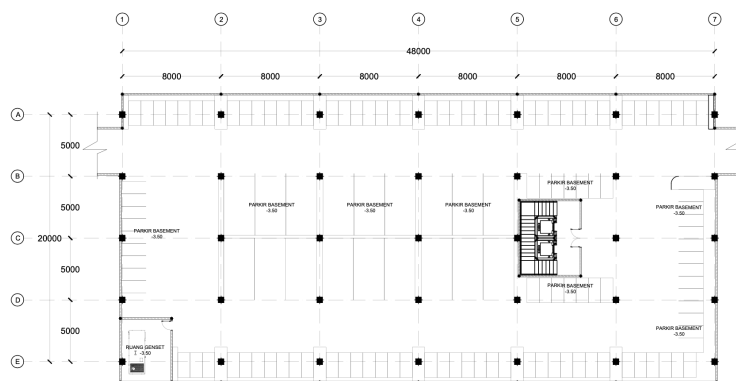 1 2 3 4 5 6 7
48000
8000 8000 8000 8000 8000 8000
A
5000
B
PARKIR BASEMENT
-3.50
5000
PARKIR BASEMENT
-3.50
PARKIR BASEMENT
-3.50
PARKIR BASEMENT
-3.50
PARKIR BASEMENT
-3.50
PARKIR BASEMENT
-3.50
C
20000
5000
PARKIR BASEMENT
-3.50
D
5000
PARKIR BASEMENT
-3.50
RUANG GENSET
-3.50
E